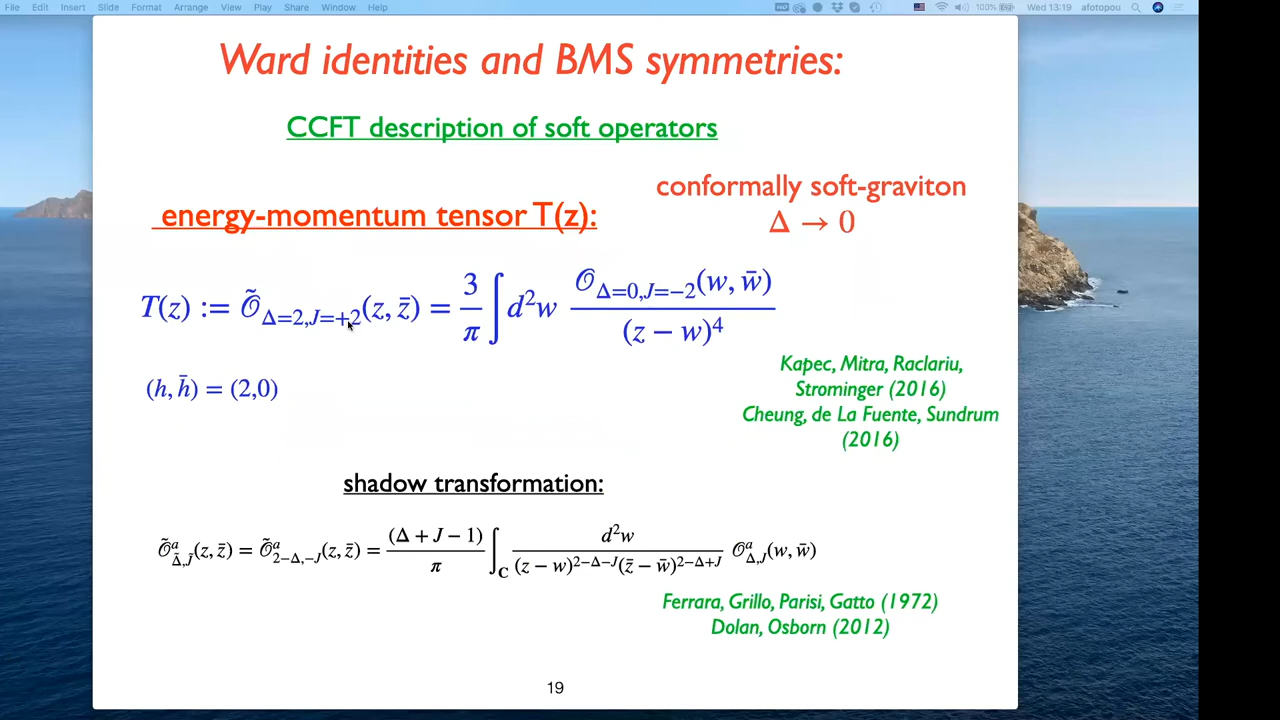 File Edit Insert Slide Format Arrange View Play Share Window Help 100% Wed 13:19 afotopou
Ward identities and BMS symmetries:
CCFT description of soft operators
conformally soft-graviton
Δ → 0
energy-momentum tensor T(z):
T(z) := 𝒪̃_{Δ=2,J=+2}(z, z̄) = 3/π ∫ d²w 𝒪_{Δ=0,J=−2}(w, w̄) / (z − w)⁴
Kapec, Mitra, Raclariu,
Strominger (2016)
(h, h̄) = (2,0)
Cheung, de La Fuente, Sundrum
(2016)
shadow transformation:
𝒪̃ᵃ_{Δ̃,J̃}(z, z̄) = 𝒪̃ᵃ_{2−Δ,−J}(z, z̄) = (Δ + J − 1)/π ∫_C d²w / (z − w)^{2−Δ−J}(z̄ − w̄)^{2−Δ+J} 𝒪ᵃ_{Δ,J}(w, w̄)
Ferrara, Grillo, Parisi, Gatto (1972)
Dolan, Osborn (2012)
19